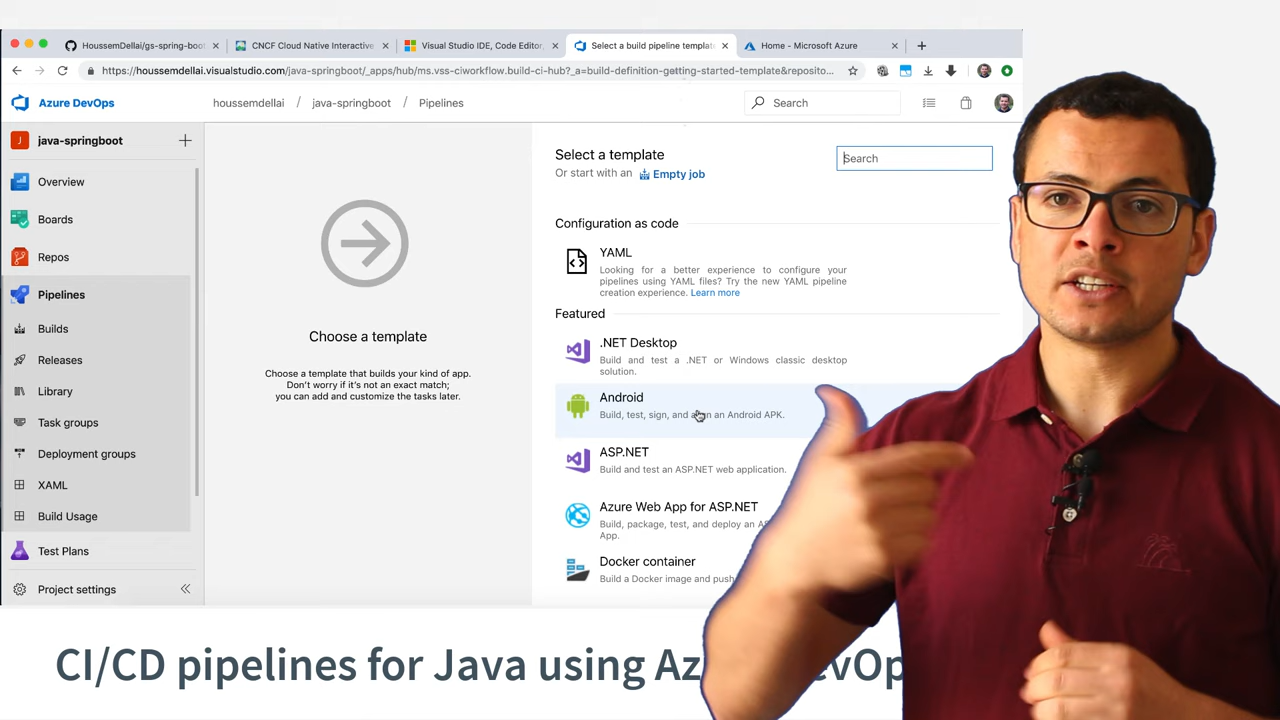 HoussemDellai/gs-spring-boot
CNCF Cloud Native Interactive
Visual Studio IDE, Code Editor,
Select a build pipeline template
Home - Microsoft Azure
https://houssemdellai.visualstudio.com/java-springboot/_apps/hub/ms.vss-ciworkflow.build-ci-hub?_a=build-definition-getting-started-template&reposito...
Azure DevOps
houssemdellai / java-springboot / Pipelines
Search
J java-springboot
Overview
Boards
Repos
Pipelines
Builds
Releases
Library
Task groups
Deployment groups
XAML
Build Usage
Test Plans
Project settings
Choose a template
Choose a template that builds your kind of app.
Don't worry if it's not an exact match;
you can add and customize the tasks later.
Select a template
Or start with an Empty job
Search
Configuration as code
YAML
Looking for a better experience to configure your
pipelines using YAML files? Try the new YAML pipeline
creation experience. Learn more
Featured
.NET Desktop
Build and test a .NET or Windows classic desktop
solution.
Android
Build, test, sign, and an Android APK.
ASP.NET
Build and test an ASP.NET web application.
Azure Web App for ASP.NET
Build, package, test, and deploy an
App.
Docker container
Build a Docker image and push
CI/CD pipelines for Java using